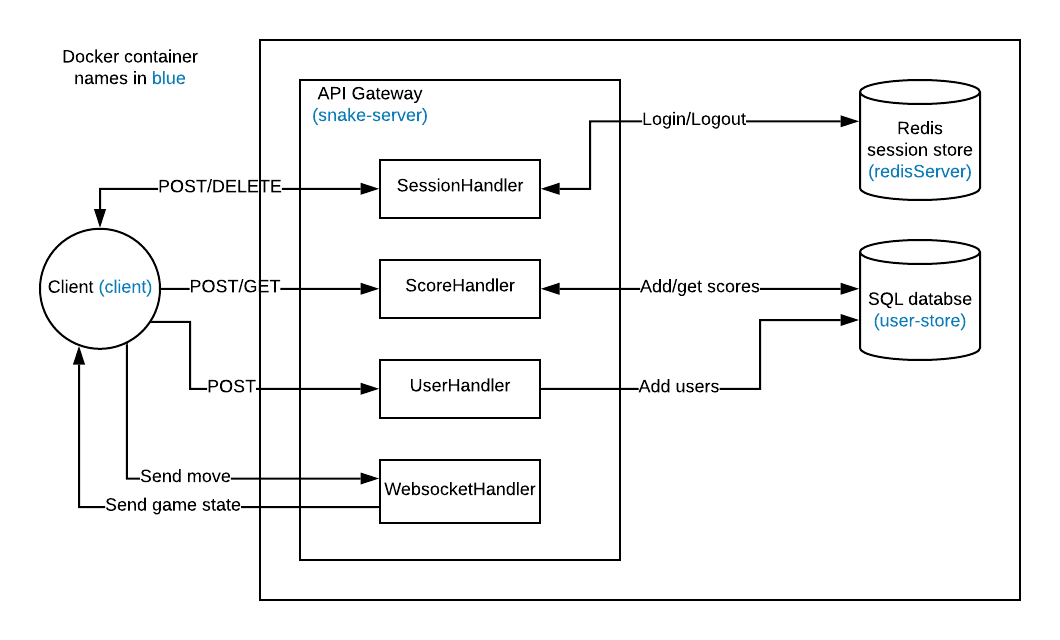 Docker container
names in blue
API Gateway
(snake-server)
Login/Logout
Redis
session store
(redisServer)
POST/DELETE
SessionHandler
Client (client)
POST/GET
ScoreHandler
Add/get scores
SQL databse
(user-store)
POST
UserHandler
Add users
Send move
WebsocketHandler
Send game state